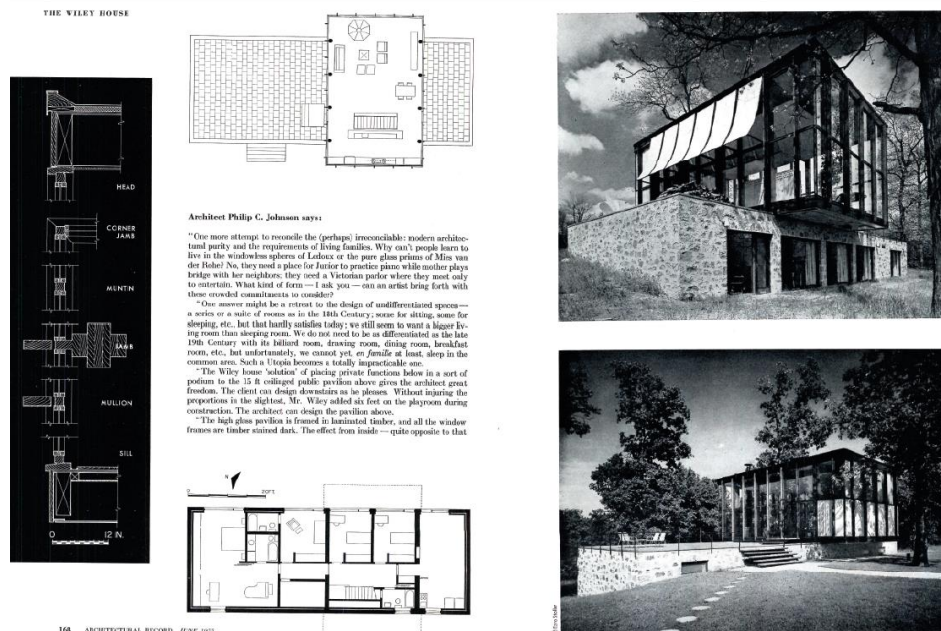 THE WILEY HOUSE
HEAD
CORNER
JAMB
MUNTIN
JAMB
MULLION
SILL
0 12 N.
Architect Philip C. Johnson says:
"One more attempt to reconcile the (perhaps) irreconcilable: modern architec-
tural purity and the requirements of living families. Why can't people learn to
live in the windowless spheres of Ledoux or the pure glass prisms of Mies van
der Rohe? No, they need a place for Junior to practice piano while mother plays
bridge with her neighbors; they need a Victorian parlor where they meet only
to entertain. What kind of form — I ask you — can an artist bring forth with
these crowded commitments to consider?
"One answer might be a retreat to the design of undifferentiated spaces—
a series or a suite of rooms as in the 18th Century; some for sitting, some for
sleeping, etc., but that hardly satisfies today; we still seem to want a bigger liv-
ing room than sleeping room. We do not need to be as differentiated as the late
19th Century with its billiard room, drawing room, dining room, breakfast
room, etc., but unfortunately, we cannot yet, en famille at least, sleep in the
common area. Such a Utopia becomes a totally impracticable one.
"The Wiley house 'solution' of placing private functions below in a sort of
podium to the 15 ft ceilinged public pavilion above gives the architect great
freedom. The client can design downstairs as he pleases. Without injuring the
proportions in the slightest, Mr. Wiley added six feet on the playroom during
construction. The architect can design the pavilion above.
"The high glass pavilion is framed in laminated timber, and all the window
frames are timber stained dark. The effect from inside — quite opposite to that
N
0 20 FT.
Ezra Stoller
168 ARCHITECTURAL RECORD JUNE